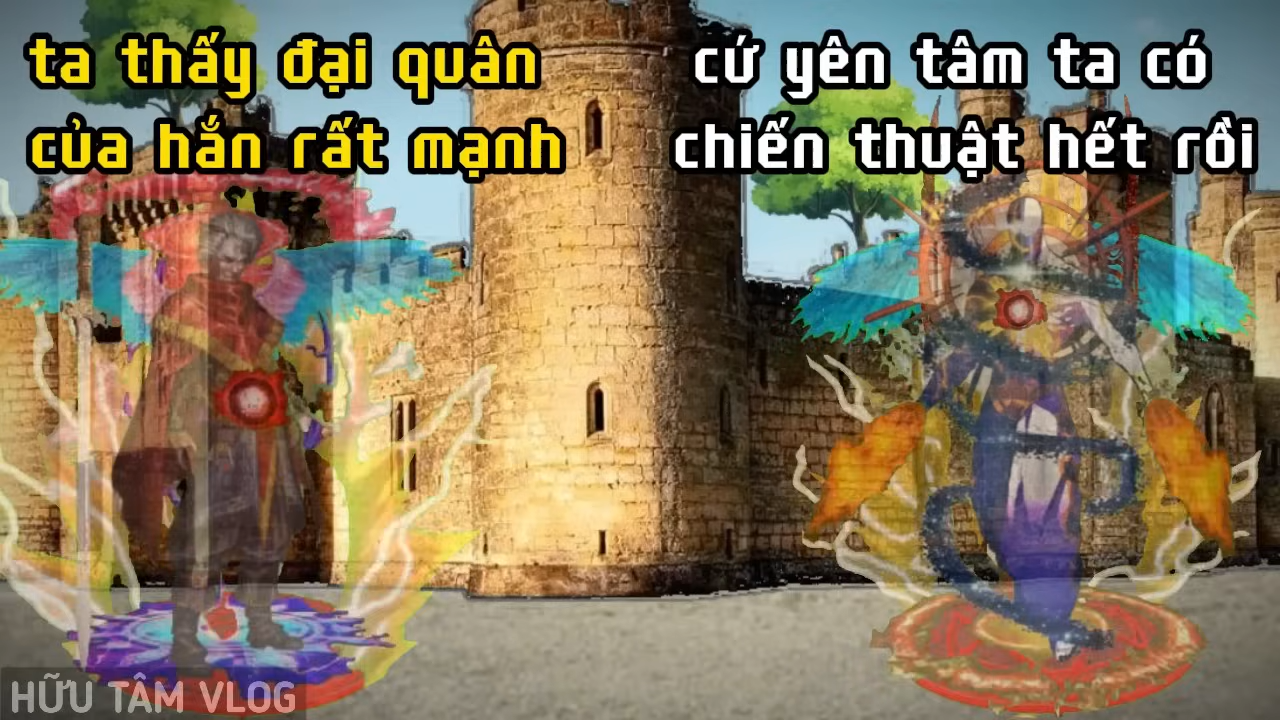 ta thấy đại quân
của hắn rất mạnh
cứ yên tâm ta có
chiến thuật hết rồi
HỮU TÂM VLOG